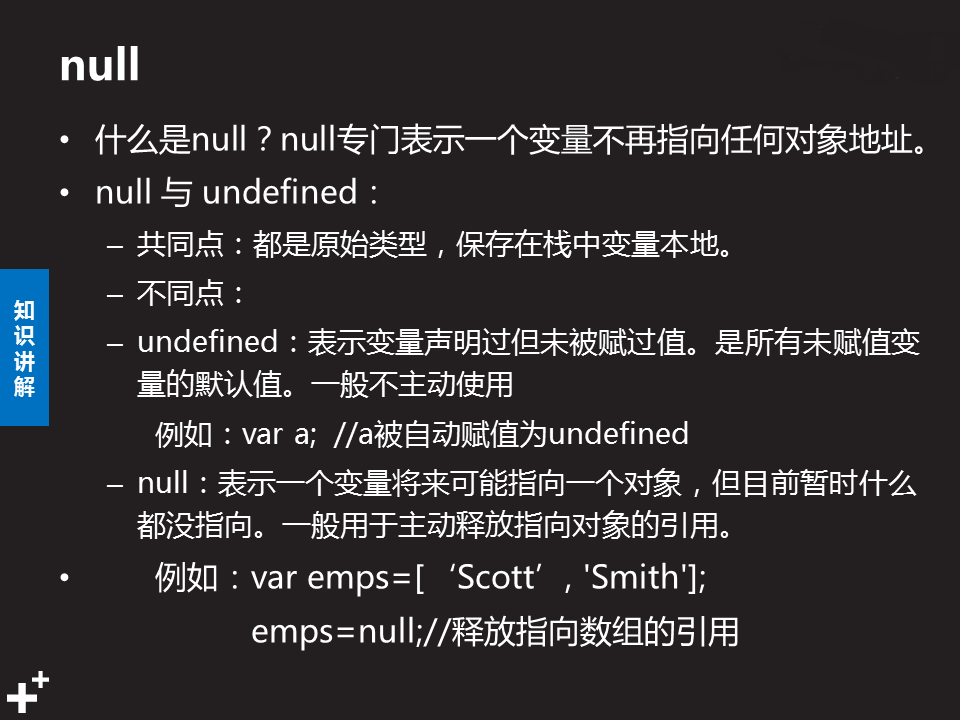 null
• 什么是null？null专门表示一个变量不再指向任何对象地址。
• null 与 undefined：
– 共同点：都是原始类型，保存在栈中变量本地。
– 不同点：
– undefined：表示变量声明过但未被赋过值。是所有未赋值变
量的默认值。一般不主动使用
例如：var a; //a被自动赋值为undefined
– null：表示一个变量将来可能指向一个对象，但目前暂时什么
都没指向。一般用于主动释放指向对象的引用。
• 例如：var emps=[‘Scott’, 'Smith'];
emps=null;//释放指向数组的引用
知
识
讲
解